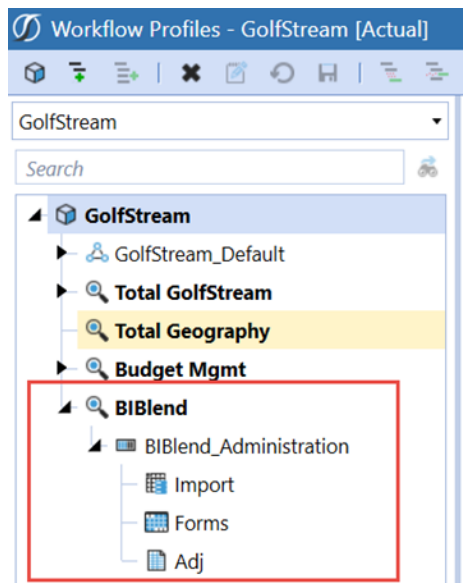 Workflow Profiles - GolfStream [Actual]
GolfStream
Search
GolfStream
GolfStream_Default
Total GolfStream
Total Geography
Budget Mgmt
BIBlend
BIBlend_Administration
Import
Forms
Adj